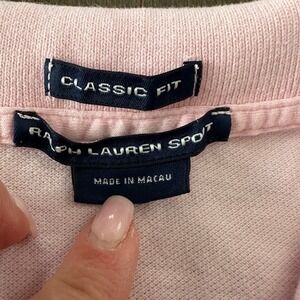 CLASSIC FIT
RALPH LAUREN SPORT
MADE IN MACAU